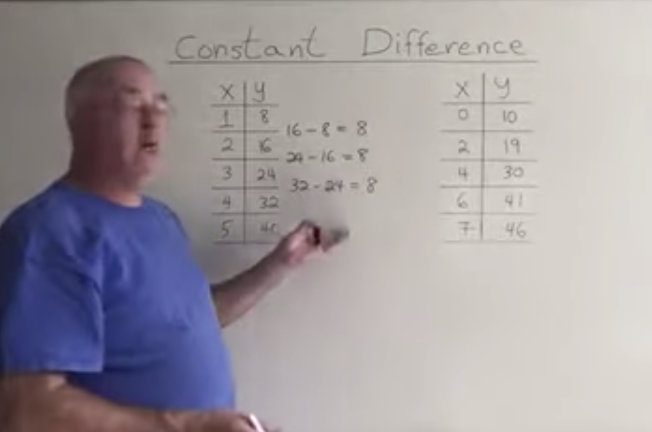 Constant Difference
x y
1 8
2 16
3 24
4 32
5
16 - 8 = 8
24 - 16 = 8
32 - 24 = 8
x y
0 10
2 19
4 30
6 41
7 46